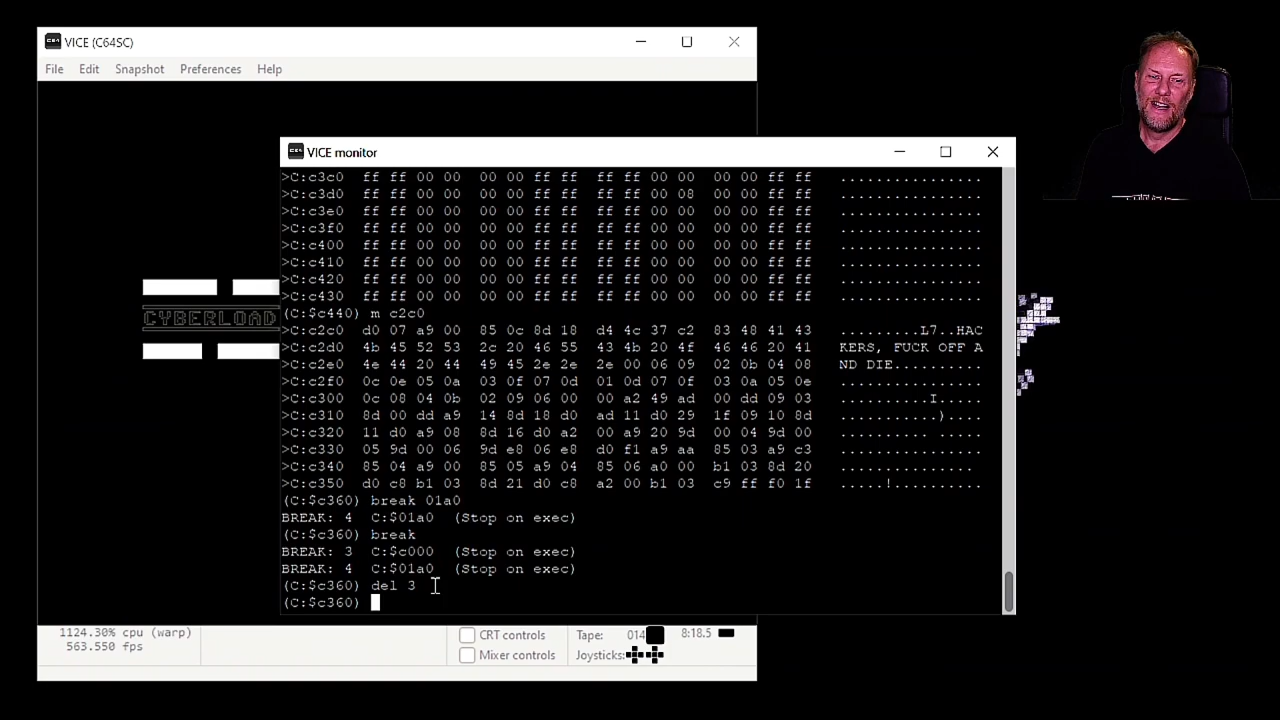 VICE (C64SC)
File Edit Snapshot Preferences Help
VICE monitor
>C:c3c0 ff ff 00 00 00 00 ff ff ff ff 00 00 00 00 ff ff ................
>C:c3d0 ff ff 00 00 00 00 ff ff ff ff 00 00 08 00 00 ff ff ................
>C:c3e0 ff ff 00 00 00 00 ff ff ff ff 00 00 00 00 ff ff ................
>C:c3f0 ff ff 00 00 00 00 ff ff ff ff 00 00 00 00 ff ff ................
>C:c400 ff ff 00 00 00 00 ff ff ff ff 00 00 00 00 ff ff ................
>C:c410 ff ff 00 00 00 00 ff ff ff ff 00 00 00 00 ff ff ................
>C:c420 ff ff 00 00 00 00 ff ff ff ff 00 00 00 00 ff ff ................
>C:c430 ff ff 00 00 00 00 ff ff ff ff 00 00 00 00 ff ff ................
(C:$c440) m c2c0
>C:c2c0 d0 07 a9 00 85 0c 8d 18 d4 4c 37 c2 83 48 41 43 .........L7..HAC
>C:c2d0 4b 45 52 53 2c 20 46 55 43 4b 20 4f 46 46 20 41 KERS, FUCK OFF A
>C:c2e0 4e 44 20 44 49 45 2e 2e 2e 00 06 09 02 0b 04 08 ND DIE..........
>C:c2f0 0c 0e 05 0a 03 0f 07 0d 01 0d 07 0f 03 0a 05 0e ................
>C:c300 0c 08 04 0b 02 09 06 00 00 a2 49 ad 00 dd 09 03 ..........I.....
>C:c310 8d 00 dd a9 14 8d 18 d0 ad 11 d0 29 1f 09 10 8d ...........)....
>C:c320 11 d0 a9 08 8d 16 d0 a2 00 a9 20 9d 00 04 9d 00 .......... .....
>C:c330 05 9d 00 06 9d e8 06 e8 d0 f1 a9 aa 85 03 a9 c3 ................
>C:c340 85 04 a9 00 85 05 a9 04 85 06 a0 00 b1 03 8d 20 ...............
>C:c350 d0 c8 b1 03 8d 21 d0 c8 a2 00 b1 03 c9 ff f0 1f .....!..........
(C:$c360) break 01a0
BREAK: 4 C:$01a0 (Stop on exec)
(C:$c360) break
BREAK: 3 C:$c000 (Stop on exec)
BREAK: 4 C:$01a0 (Stop on exec)
(C:$c360) del 3
(C:$c360)
CYBERLOAD
1124.30% cpu (warp)
563.550 fps
CRT controls
Mixer controls
Tape: 014
8:18.5
Joysticks: